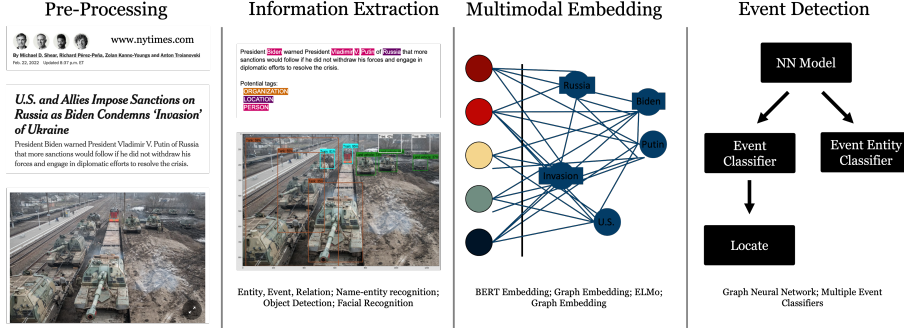 Pre-Processing
www.nytimes.com
By Michael D. Shear, Richard Pérez-Peña, Zolan Kanno-Youngs and Anton Troianovski
Feb. 22, 2022 Updated 8:37 p.m. ET
U.S. and Allies Impose Sanctions on
Russia as Biden Condemns ‘Invasion’
of Ukraine
President Biden warned President Vladimir V. Putin of Russia
that more sanctions would follow if he did not withdraw his
forces and engage in diplomatic efforts to resolve the crisis.
Information Extraction
President Biden warned President Vladimir V. Putin of Russia that more
sanctions would follow if he did not withdraw his forces and engage in
diplomatic efforts to resolve the crisis.
Potential tags:
ORGANIZATION
LOCATION
PERSON
Entity, Event, Relation; Name-entity recognition;
Object Detection; Facial Recognition
Multimodal Embedding
Russia
Biden
Putin
Invasion
U.S.
BERT Embedding; Graph Embedding; ELMo;
Graph Embedding
Event Detection
NN Model
Event
Classifier
Event Entity
Classifier
Locate
Graph Neural Network; Multiple Event
Classifiers